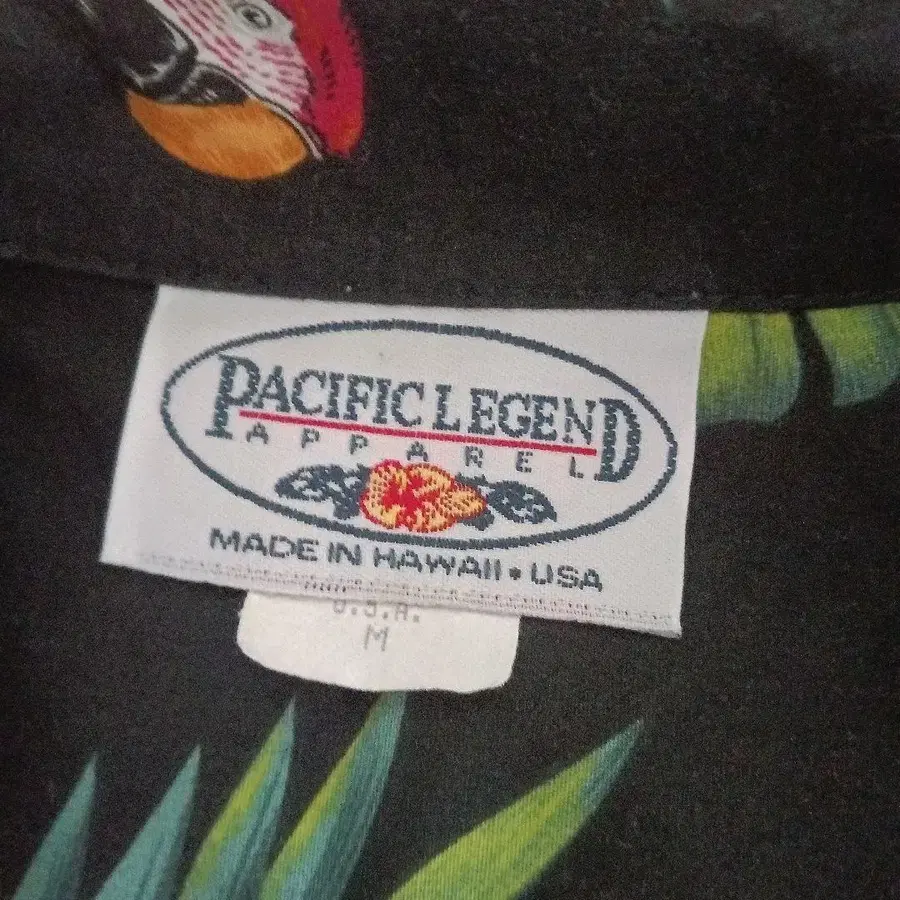 PACIFIC LEGEND
APPAREL
MADE IN HAWAII • USA
U.S.A.
M